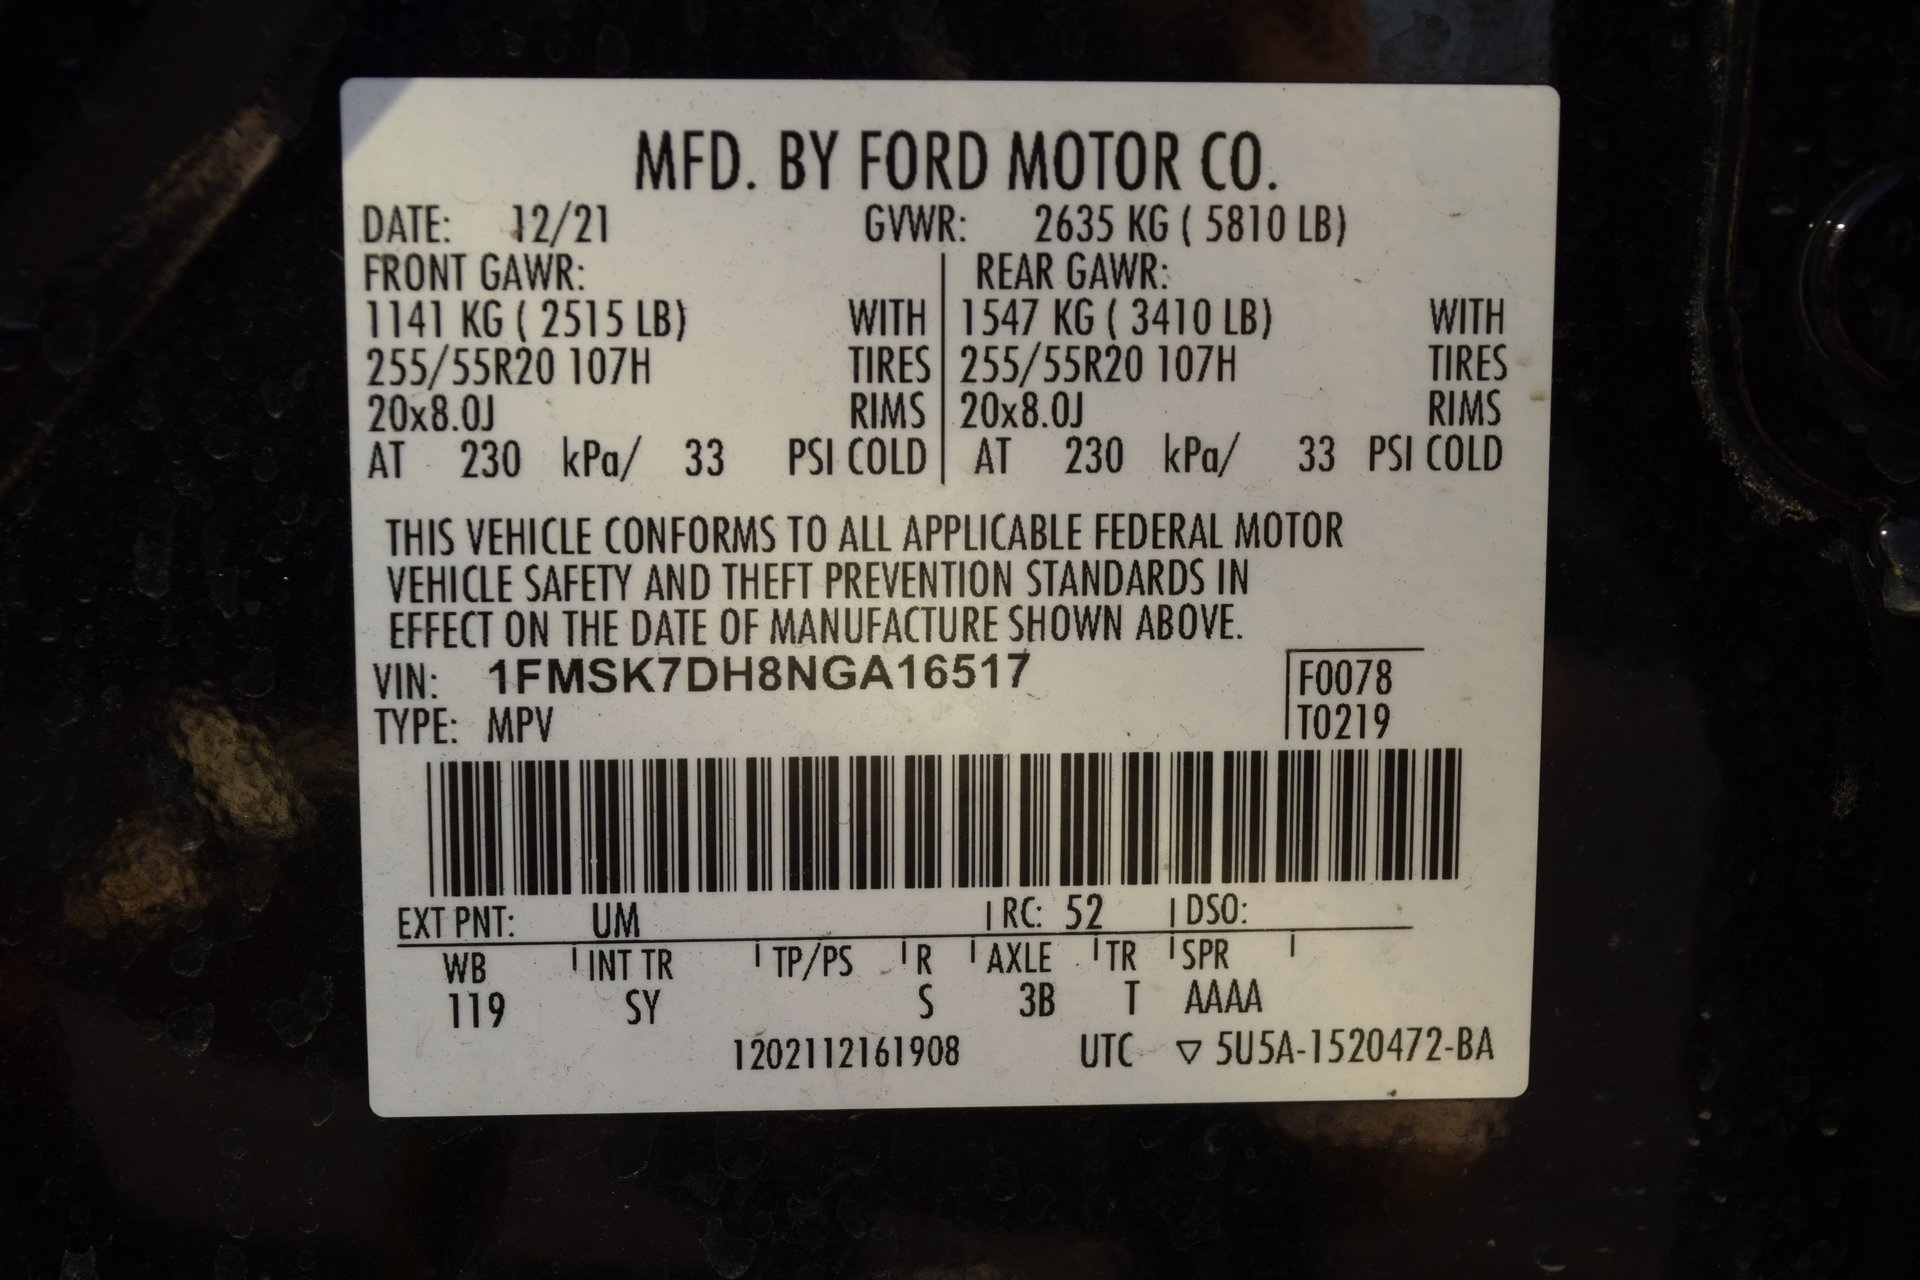 MFD. BY FORD MOTOR CO.
DATE: 12/21 GVWR: 2635 KG ( 5810 LB)
FRONT GAWR: REAR GAWR:
1141 KG ( 2515 LB) WITH 1547 KG ( 3410 LB) WITH
255/55R20 107H TIRES 255/55R20 107H TIRES
20x8.0J RIMS 20x8.0J RIMS
AT 230 kPa/ 33 PSI COLD AT 230 kPa/ 33 PSI COLD
THIS VEHICLE CONFORMS TO ALL APPLICABLE FEDERAL MOTOR
VEHICLE SAFETY AND THEFT PREVENTION STANDARDS IN
EFFECT ON THE DATE OF MANUFACTURE SHOWN ABOVE.
VIN: 1FMSK7DH8NGA16517 F0078
TYPE: MPV T0219
EXT PNT: UM RC: 52 DSO:
WB INT TR TP/PS R AXLE TR SPR
119 SY S 3B T AAAA
1202112161908 UTC ▽ 5U5A-1520472-BA